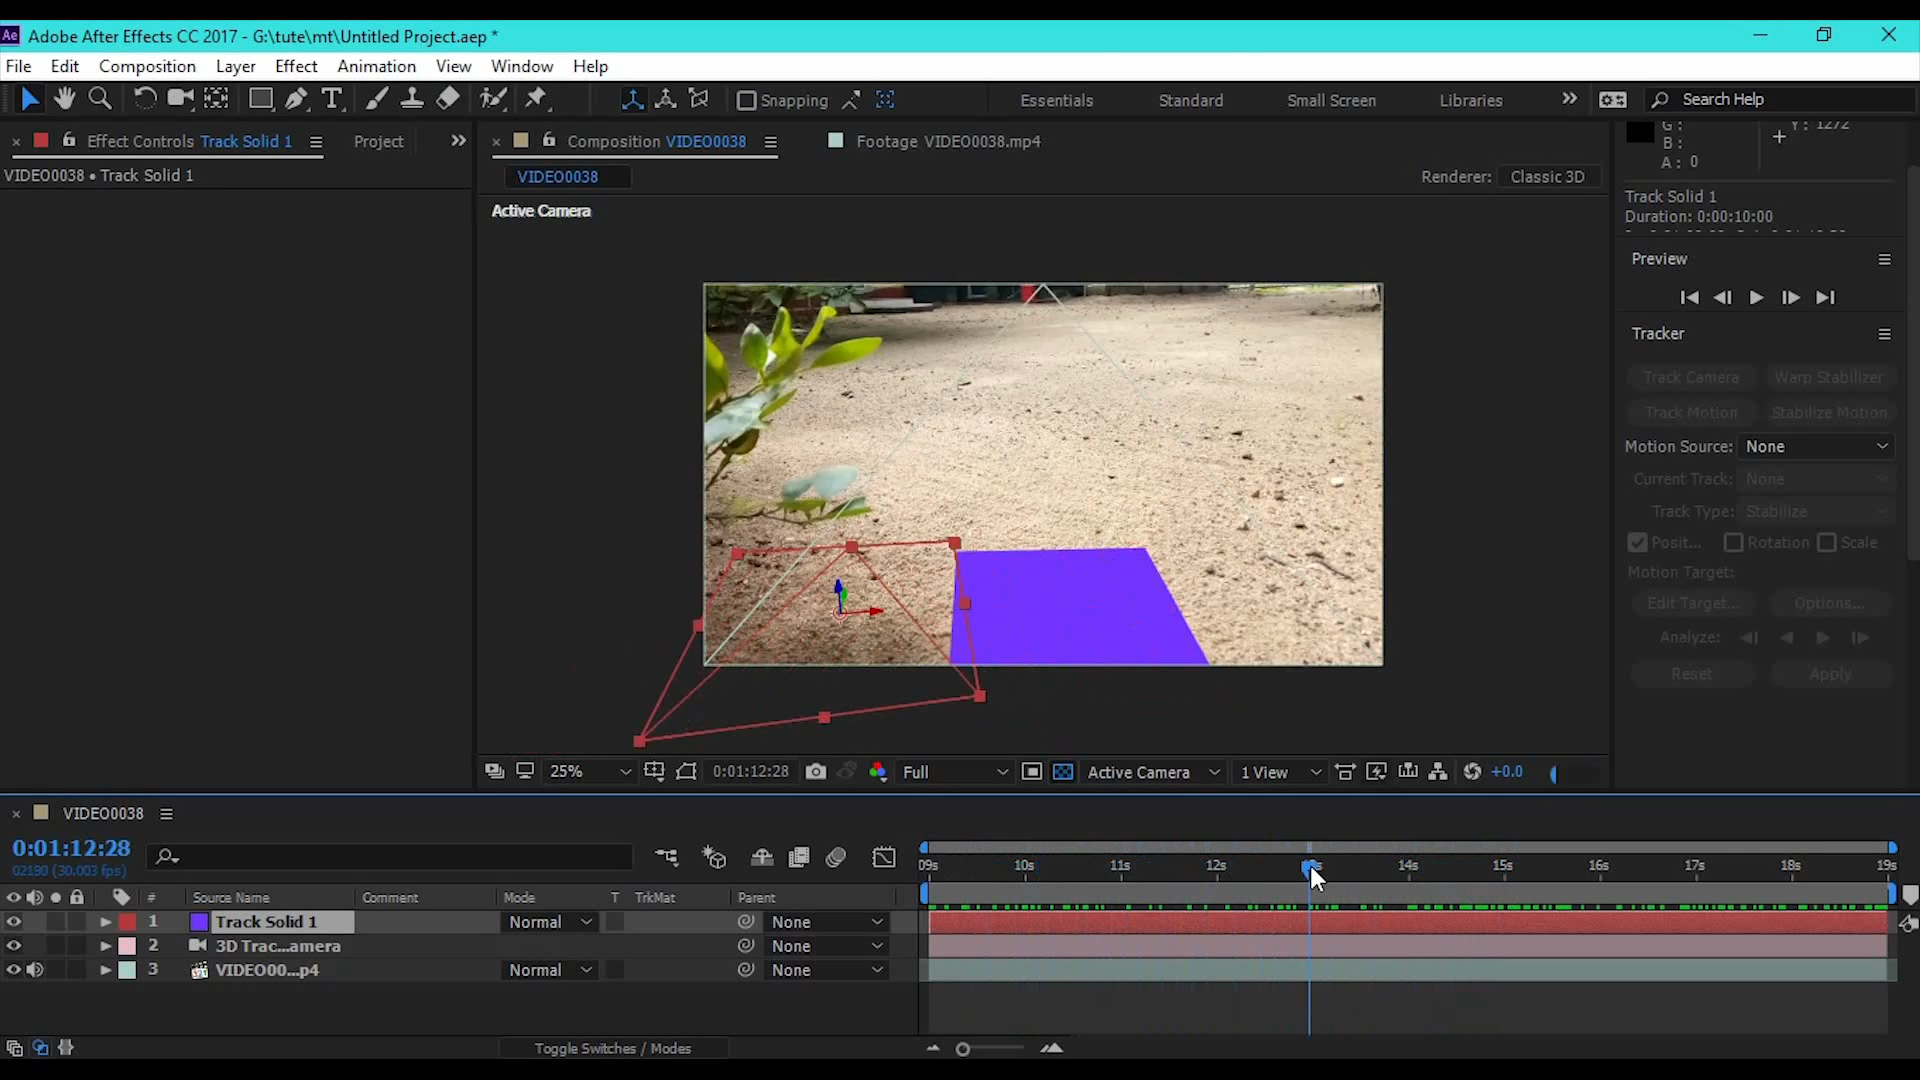 Ae Adobe After Effects CC 2017 - G:\tute\mt\Untitled Project.aep *
File Edit Composition Layer Effect Animation View Window Help
Snapping Essentials Standard Small Screen Libraries Search Help
Effect Controls Track Solid 1 Project Composition VIDEO0038 Footage VIDEO0038.mp4
VIDEO0038 • Track Solid 1 VIDEO0038 Renderer: Classic 3D
Active Camera
G: Y: 1272
B:
A: 0
Track Solid 1
Duration: 0:00:10:00
Preview
Tracker
Track Camera Warp Stabilizer
Track Motion Stabilize Motion
Motion Source: None
Current Track: None
Track Type: Stabilize
Posit... Rotation Scale
Motion Target:
Edit Target... Options...
Analyze:
Reset Apply
25% 0:01:12:28 Full Active Camera 1 View +0.0
VIDEO0038
0:01:12:28
02190 (30.003 fps)
09s 10s 11s 12s 14s 15s 16s 17s 18s 19s
# Source Name Comment Mode T TrkMat Parent
1 Track Solid 1 Normal None
2 3D Trac...amera None
3 VIDEO00...p4 Normal None
Toggle Switches / Modes